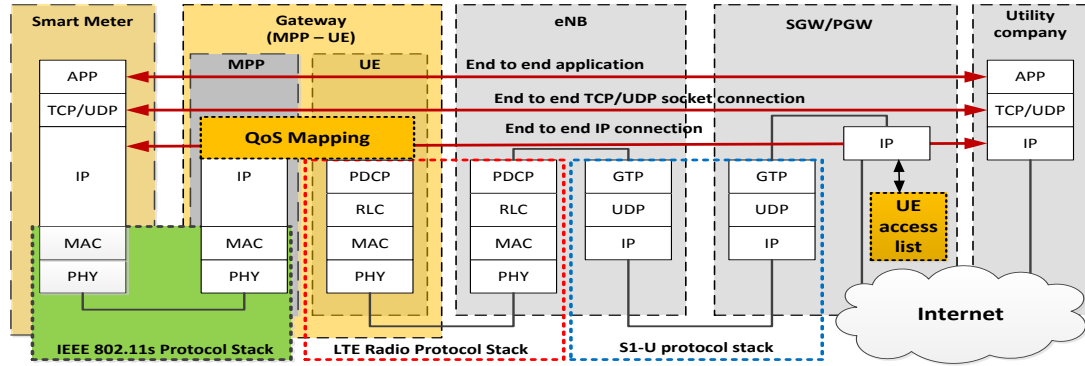 Smart Meter
Gateway
(MPP – UE)
eNB
SGW/PGW
Utility
company
MPP
UE
APP
End to end application
APP
TCP/UDP
End to end TCP/UDP socket connection
TCP/UDP
QoS Mapping
End to end IP connection
IP
IP
IP
IP
PDCP
PDCP
GTP
GTP
RLC
RLC
UDP
UDP
UE
access
list
MAC
MAC
MAC
MAC
IP
IP
PHY
PHY
PHY
PHY
Internet
IEEE 802.11s Protocol Stack
LTE Radio Protocol Stack
S1-U protocol stack